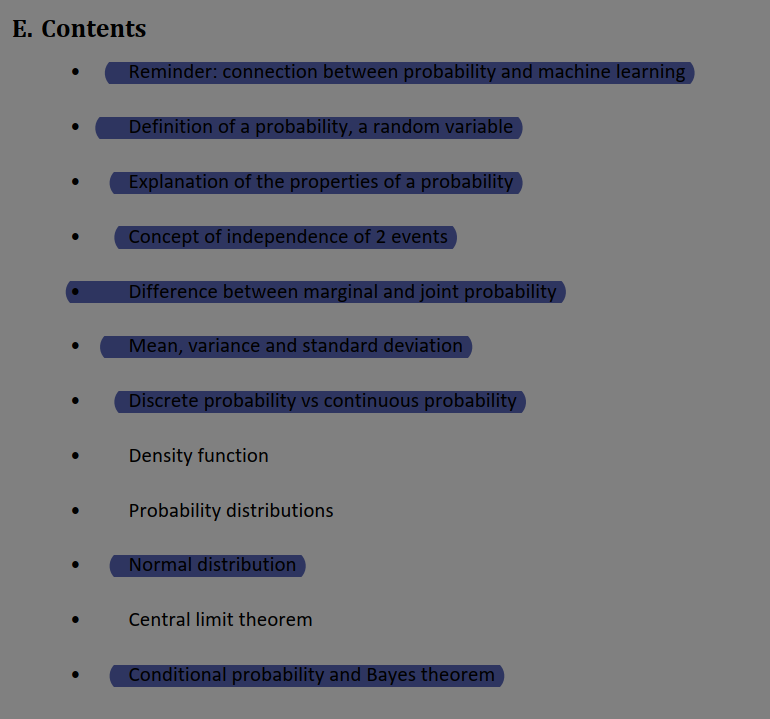 E. Contents
• Reminder: connection between probability and machine learning
• Definition of a probability, a random variable
• Explanation of the properties of a probability
• Concept of independence of 2 events
• Difference between marginal and joint probability
• Mean, variance and standard deviation
• Discrete probability vs continuous probability
• Density function
• Probability distributions
• Normal distribution
• Central limit theorem
• Conditional probability and Bayes theorem